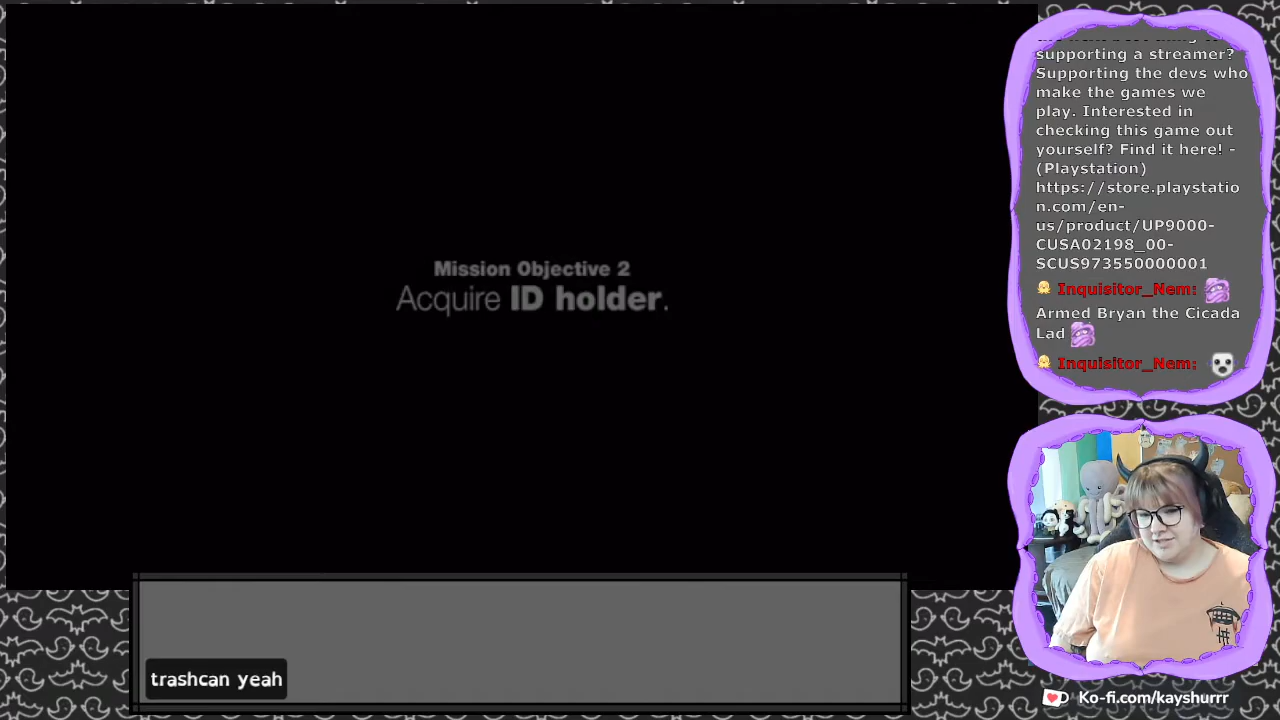 Mission Objective 2
Acquire ID holder.
supporting a streamer?
Supporting the devs who
make the games we
play. Interested in
checking this game out
yourself? Find it here! -
(Playstation)
https://store.playstatio
n.com/en-
us/product/UP9000-
CUSA02198_00-
SCUS973550000001
Inquisitor_Nem:
Armed Bryan the Cicada
Lad
Inquisitor_Nem:
trashcan yeah
Ko-fi.com/kayshurrr